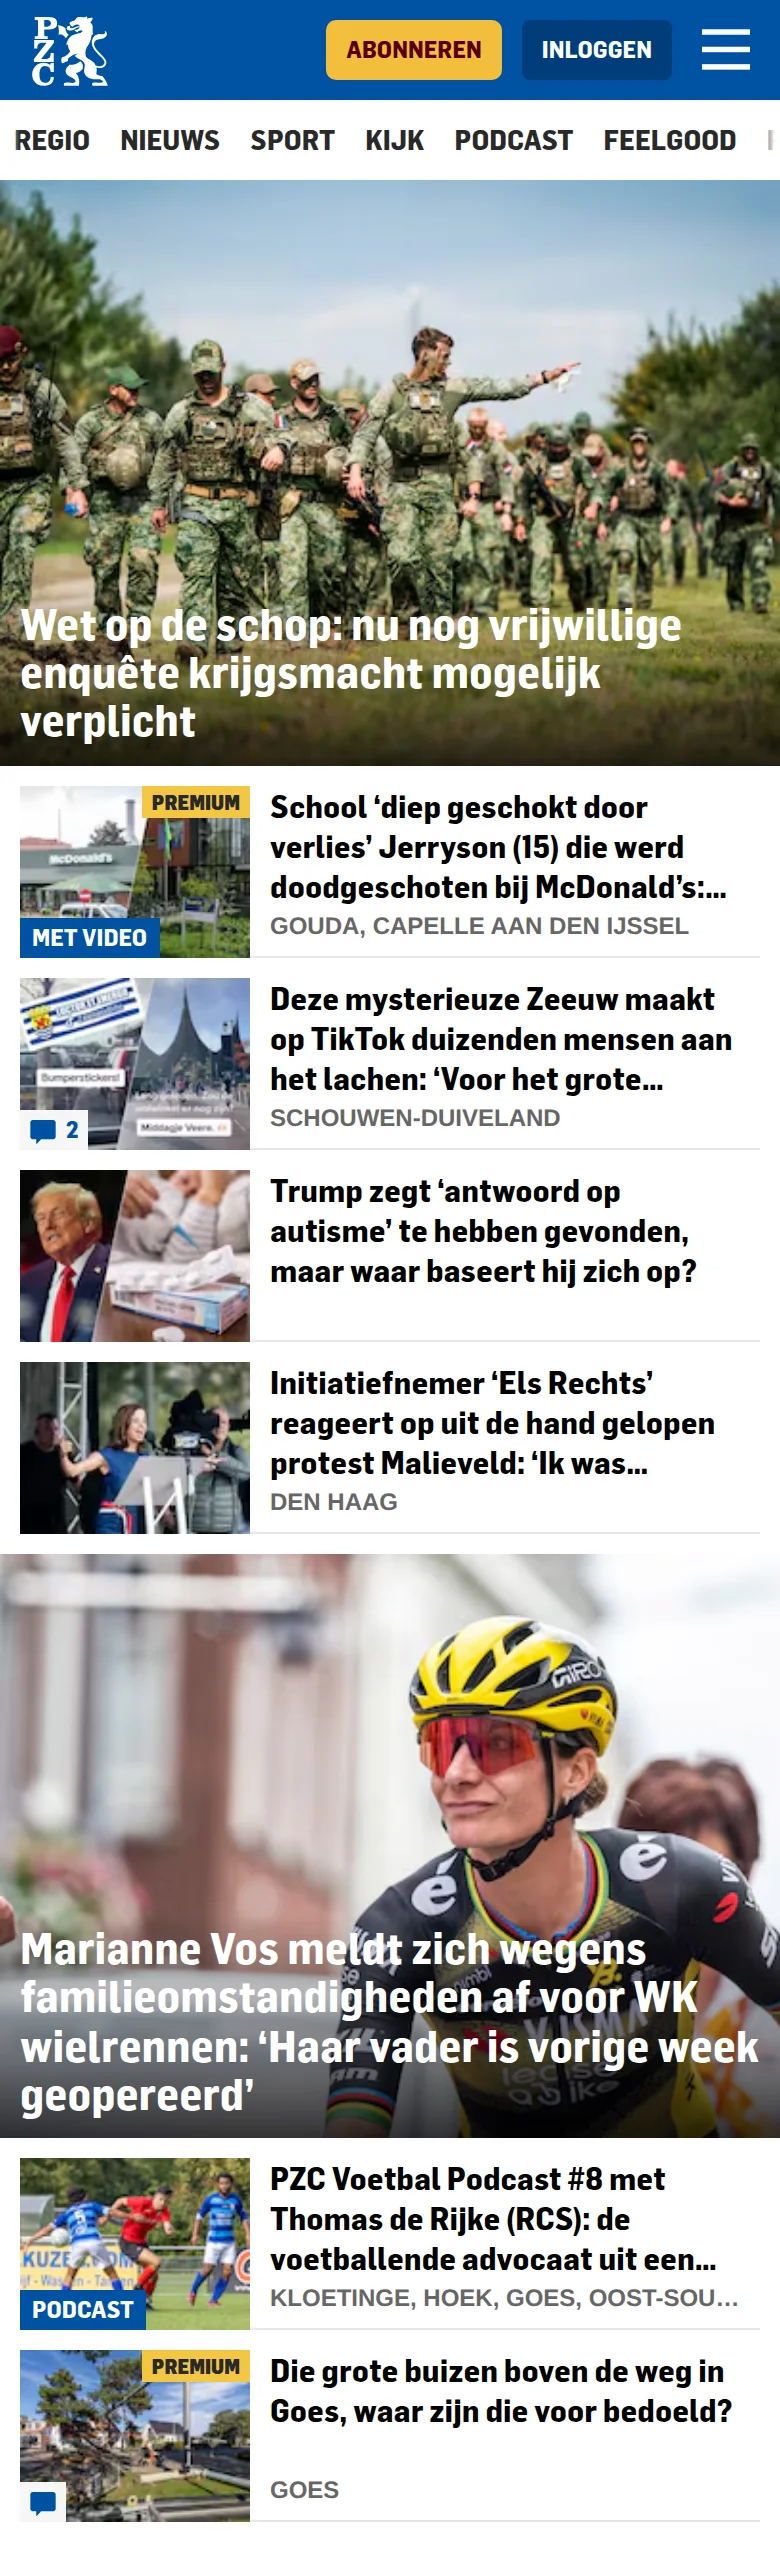 PZC
ABONNEREN
INLOGGEN
REGIO NIEUWS SPORT KIJK PODCAST FEELGOOD
Wet op de schop: nu nog vrijwillige
enquête krijgsmacht mogelijk
verplicht
PREMIUM
McDonald's
MET VIDEO
School ‘diep geschokt door
verlies’ Jerryson (15) die werd
doodgeschoten bij McDonald’s:...
GOUDA, CAPELLE AAN DEN IJSSEL
Bumperstickers!
Middagje Veere.
2
Deze mysterieuze Zeeuw maakt
op TikTok duizenden mensen aan
het lachen: ‘Voor het grote...
SCHOUWEN-DUIVELAND
Trump zegt ‘antwoord op
autisme’ te hebben gevonden,
maar waar baseert hij zich op?
Initiatiefnemer ‘Els Rechts’
reageert op uit de hand gelopen
protest Malieveld: ‘Ik was...
DEN HAAG
GIRO
Marianne Vos meldt zich wegens
familieomstandigheden af voor WK
wielrennen: ‘Haar vader is vorige week
geopereerd’
PODCAST
PZC Voetbal Podcast #8 met
Thomas de Rijke (RCS): de
voetballende advocaat uit een...
KLOETINGE, HOEK, GOES, OOST-SOU...
PREMIUM
Die grote buizen boven de weg in
Goes, waar zijn die voor bedoeld?
GOES